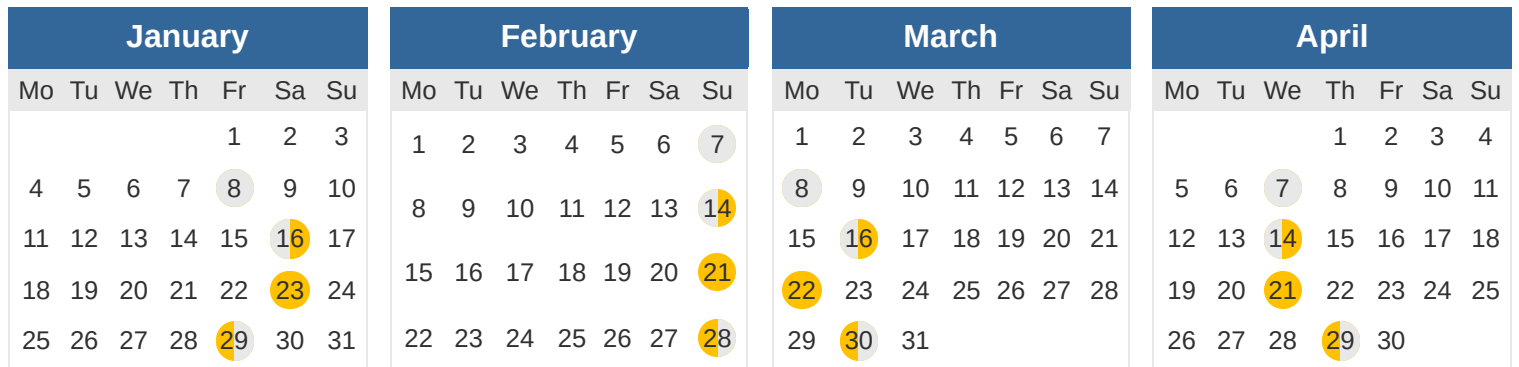 January
Mo Tu We Th Fr Sa Su
1 2 3
4 5 6 7 8 9 10
11 12 13 14 15 16 17
18 19 20 21 22 23 24
25 26 27 28 29 30 31
February
Mo Tu We Th Fr Sa Su
1 2 3 4 5 6 7
8 9 10 11 12 13 14
15 16 17 18 19 20 21
22 23 24 25 26 27 28
March
Mo Tu We Th Fr Sa Su
1 2 3 4 5 6 7
8 9 10 11 12 13 14
15 16 17 18 19 20 21
22 23 24 25 26 27 28
29 30 31
April
Mo Tu We Th Fr Sa Su
1 2 3 4
5 6 7 8 9 10 11
12 13 14 15 16 17 18
19 20 21 22 23 24 25
26 27 28 29 30